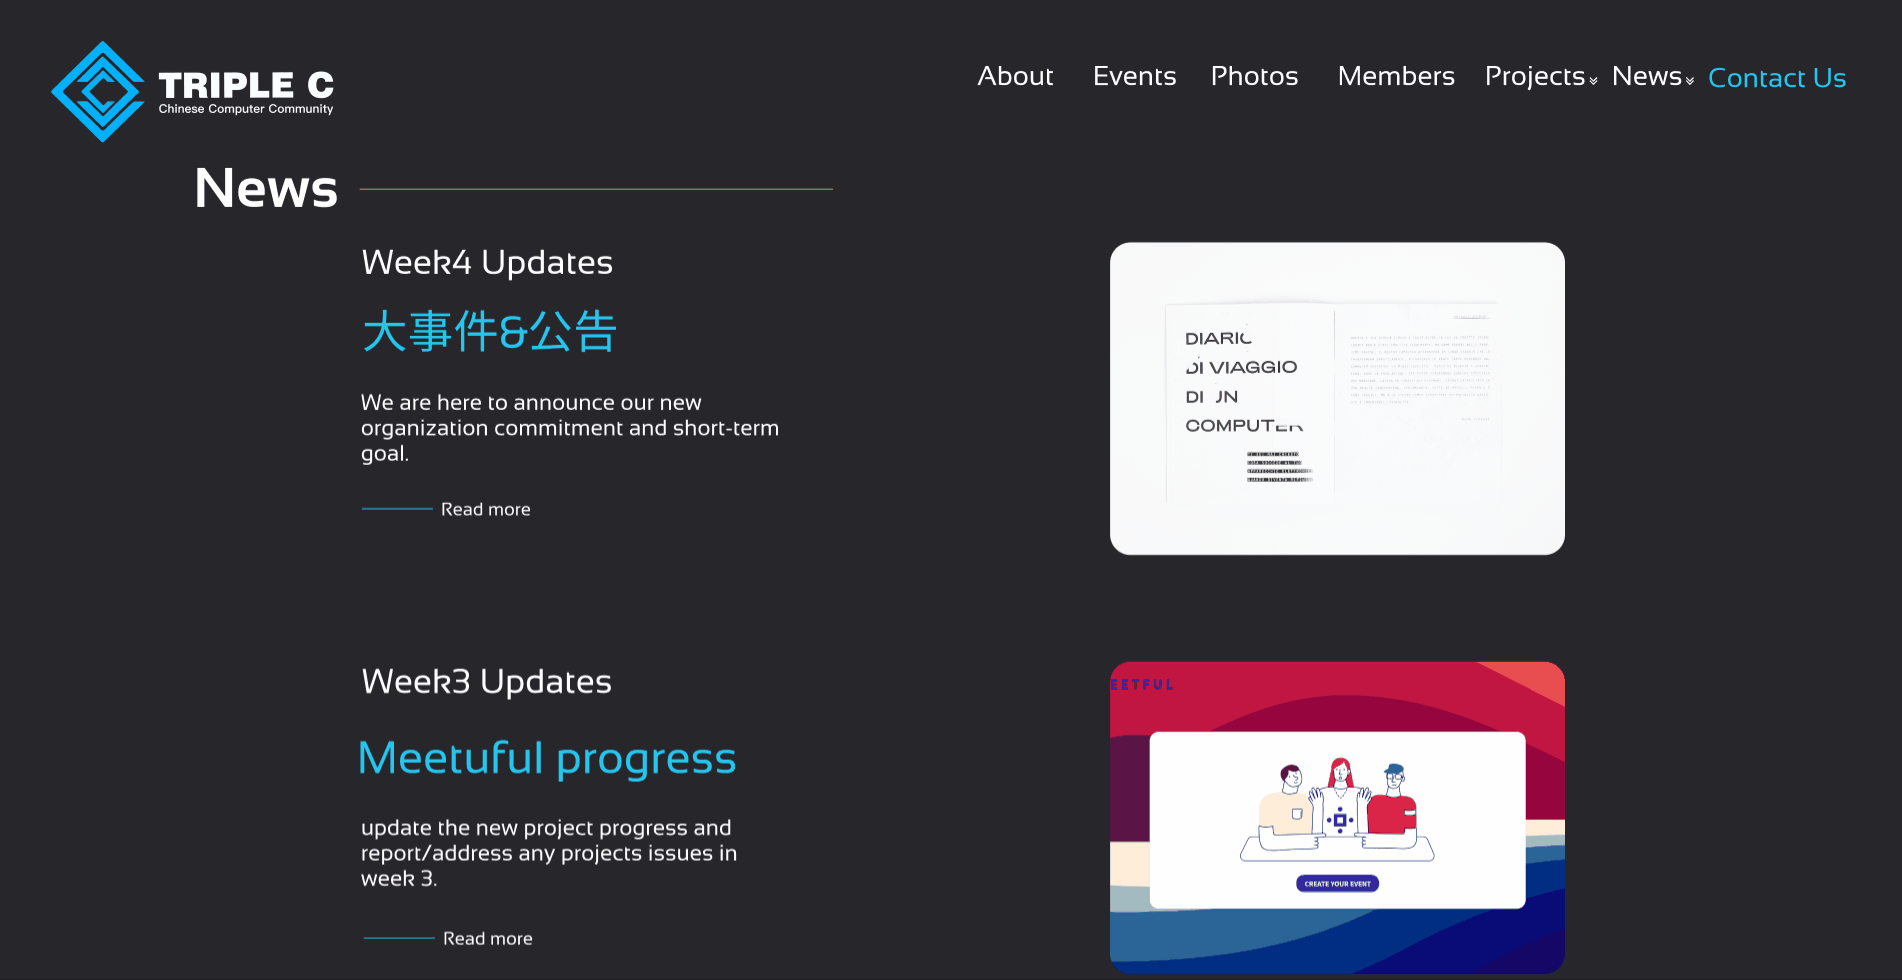 TRIPLE C
Chinese Computer Community
About Events Photos Members Projects News Contact Us
News
Week4 Updates
大事件&公告
We are here to announce our new
organization commitment and short-term
goal.
Read more
DIARIO
DI VIAGGIO
DI UN
COMPUTER
Week3 Updates
Meetuful progress
update the new project progress and
report/address any projects issues in
week 3.
Read more
EETFUL
CREATE YOUR EVENT